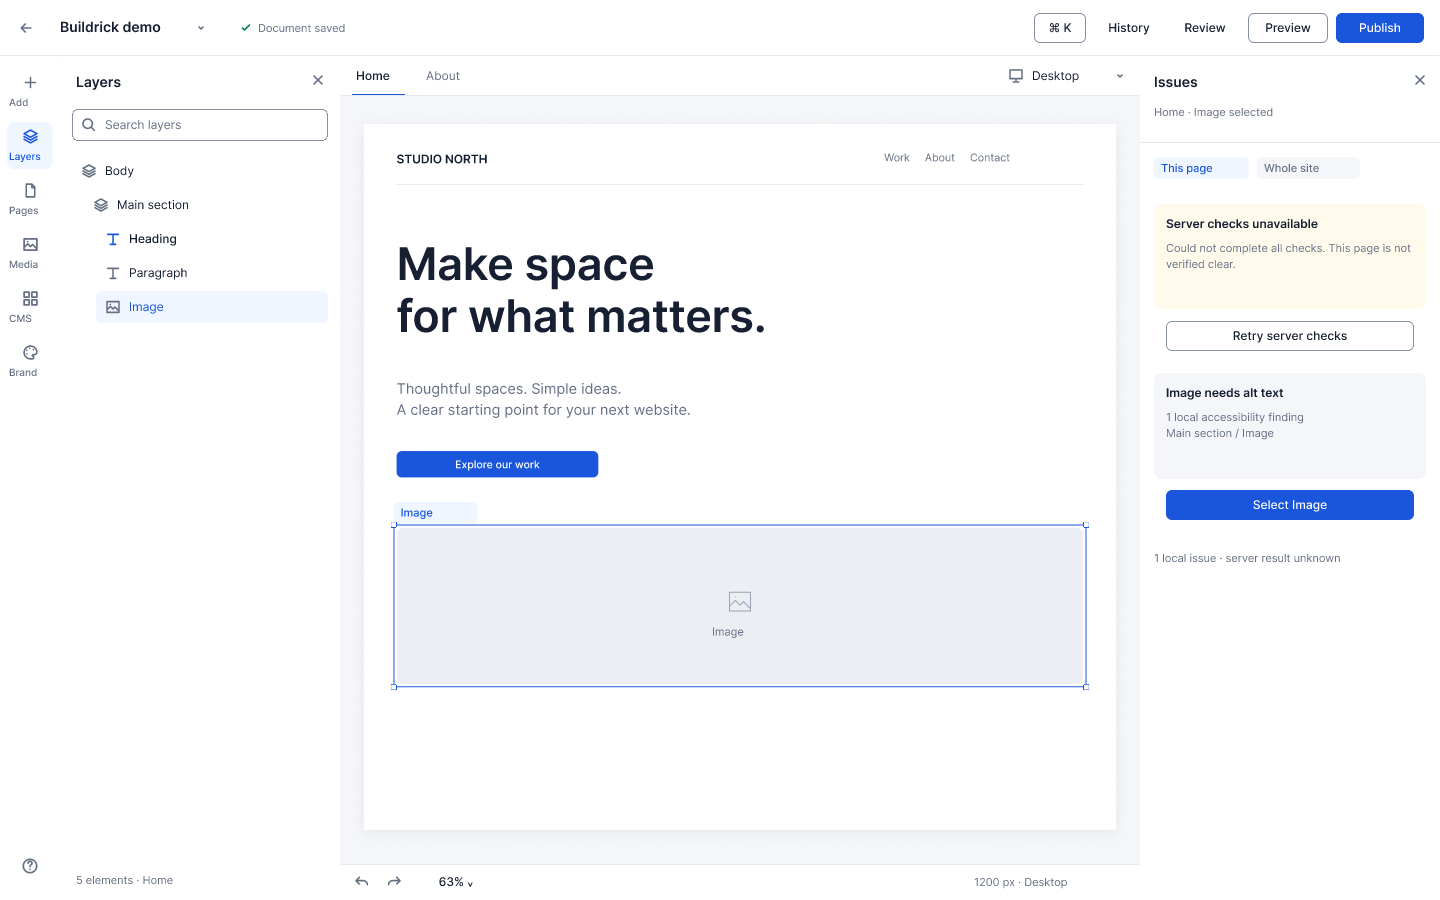 Buildrick demo
Document saved
⌘ K
History
Review
Preview
Publish
Add
Layers
Pages
Media
CMS
Brand
Layers
Search layers
Body
Main section
Heading
Paragraph
Image
5 elements · Home
Home
About
Desktop
STUDIO NORTH
Work
About
Contact
Make space
for what matters.
Thoughtful spaces. Simple ideas.
A clear starting point for your next website.
Explore our work
Image
Image
63%
1200 px · Desktop
Issues
Home · Image selected
This page
Whole site
Server checks unavailable
Could not complete all checks. This page is not
verified clear.
Retry server checks
Image needs alt text
1 local accessibility finding
Main section / Image
Select Image
1 local issue · server result unknown